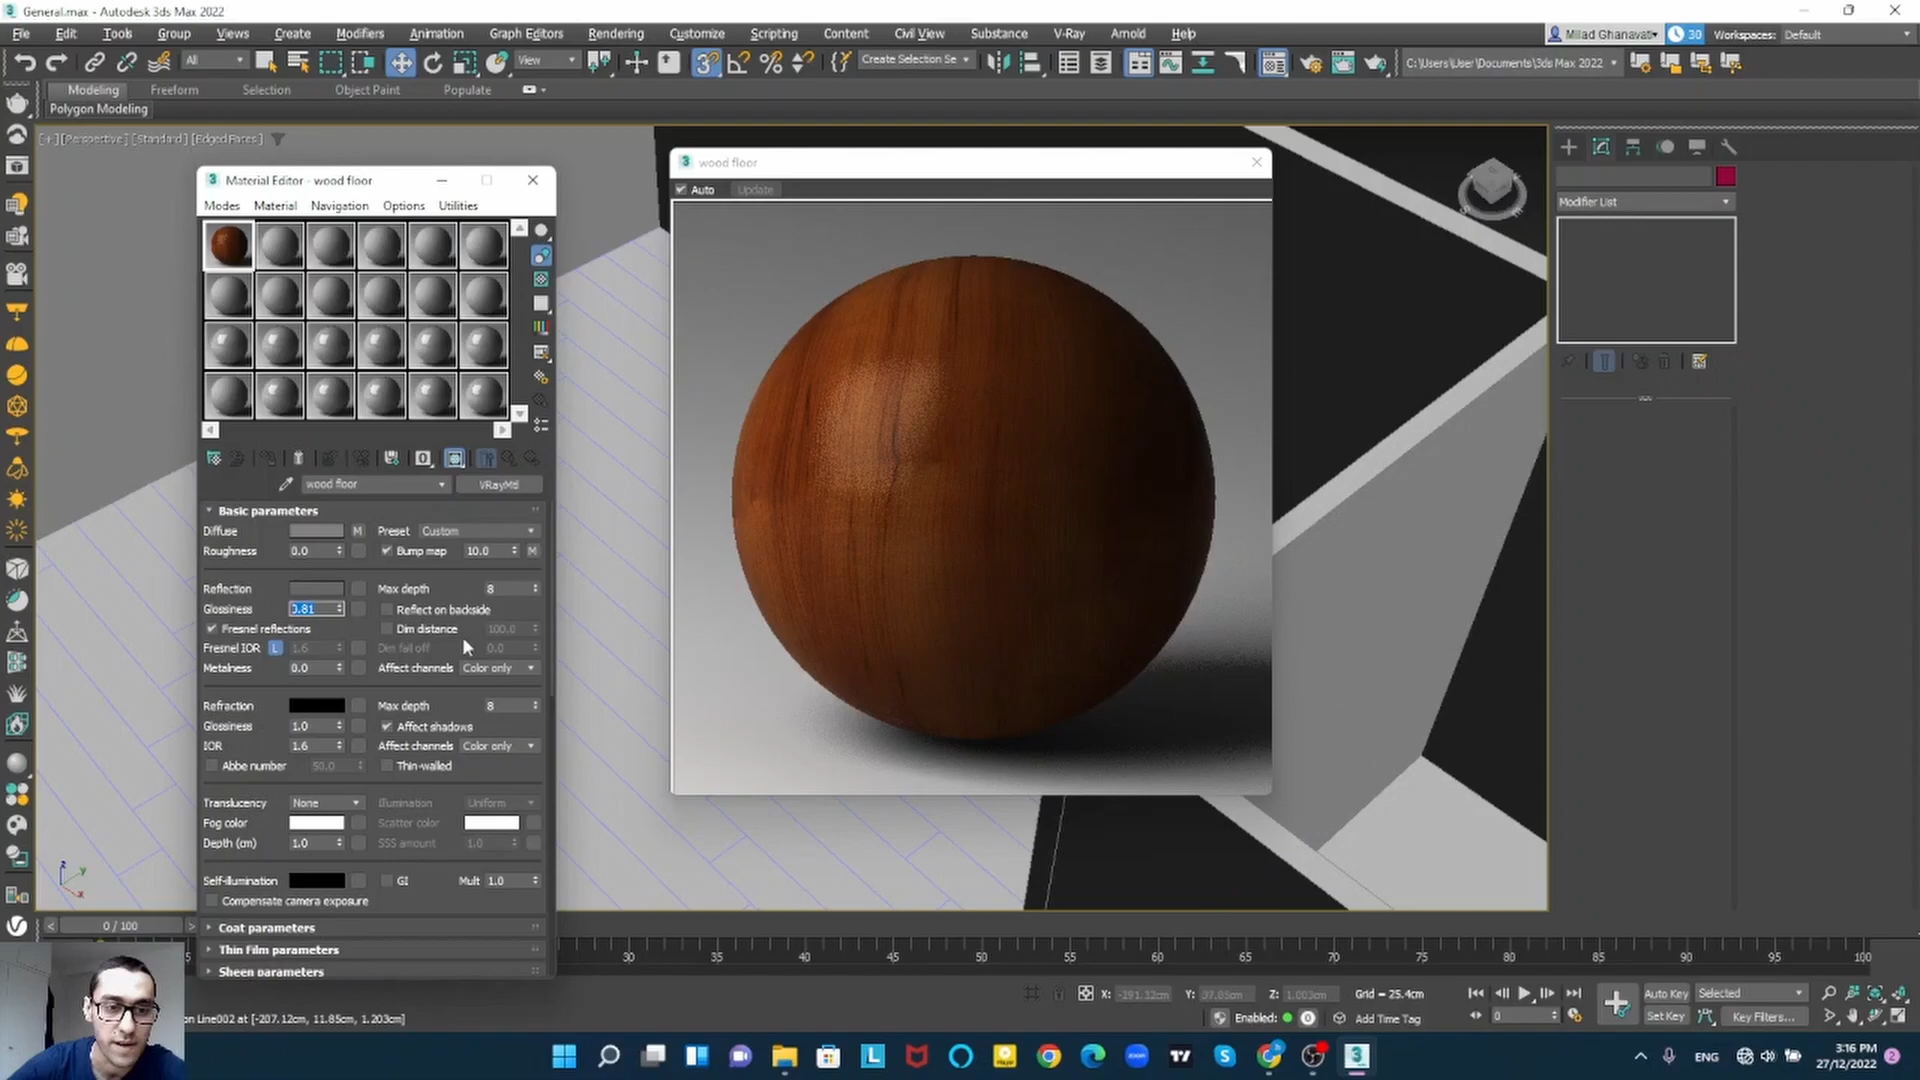 General.max - Autodesk 3ds Max 2022
File Edit Tools Group Views Create Modifiers Animation Graph Editors Rendering Customize Scripting Content Civil View Substance V-Ray Arnold Help
Milad Ghanavati 30 Workspaces: Default
All View Create Selection Se C:\Users\User\Documents\3ds Max 2022
Modeling Freeform Selection Object Paint Populate
Polygon Modeling
[+] [Perspective] [Standard] [Edged Faces]
Material Editor - wood floor
Modes Material Navigation Options Utilities
wood floor
Auto Update
Modifier List
wood floor VRayMtl
Basic parameters
Diffuse M Preset Custom
Roughness 0.0 Bump map 10.0 M
Reflection Max depth 8
Glossiness 0.81 Reflect on backside
Fresnel reflections Dim distance 100.0
Fresnel IOR L 1.6 Dim fall off 0.0
Metalness 0.0 Affect channels Color only
Refraction Max depth 8
Glossiness 1.0 Affect shadows
IOR 1.6 Affect channels Color only
Abbe number 50.0 Thin-walled
Translucency None Illumination Uniform
Fog color Scatter color
Depth (cm) 1.0 SSS amount 1.0
Self-illumination GI Mult 1.0
Compensate camera exposure
Coat parameters
Thin Film parameters
Sheen parameters
0 / 100
30 35 40 45 50 55 60 65 70 75 80 85 90 95 100
on Line002 at [-207.12cm, 11.85cm, 1.203cm]
X: -291.32cm Y: 37.85cm Z: 1.003cm Grid = 25.4cm
Enabled: 0 Add Time Tag
0
Auto Key Selected
Set Key Key Filters...
ENG
3:16 PM
27/12/2022
2